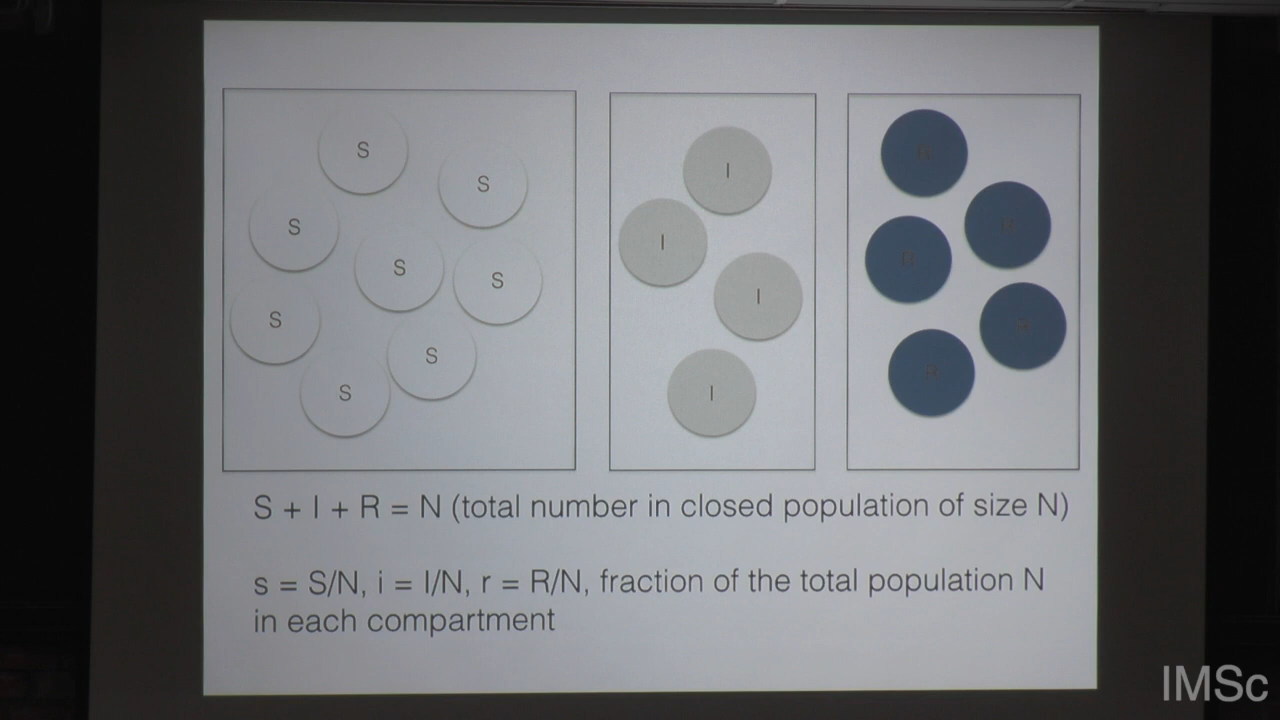 S
S
S
S
S
S
S
S
I
I
I
I
R
R
R
R
S + I + R = N (total number in closed population of size N)
s = S/N, i = I/N, r = R/N, fraction of the total population N
in each compartment
IMSc